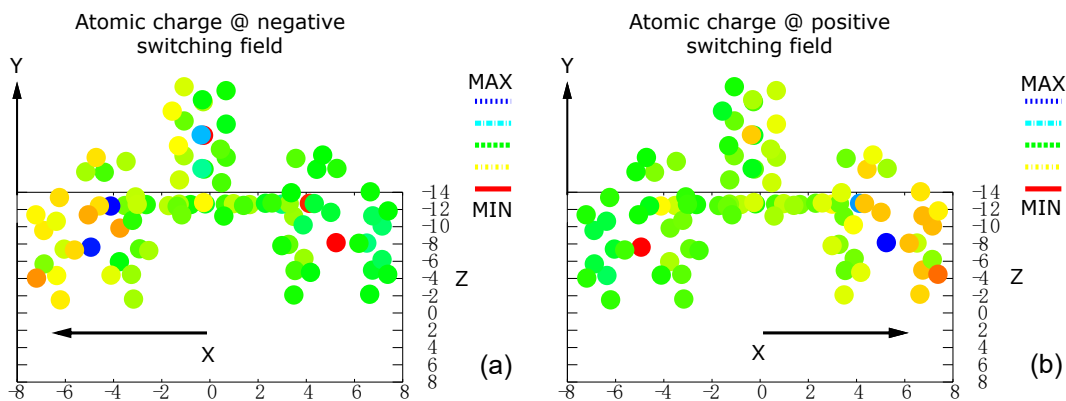 Atomic charge @ negative
switching field
Y
MAX
MIN
−14
−12
−10
−8
−6
−4
−2
0
2
4
6
8
Z
X
(a)
−8 −6 −4 −2 0 2 4 6 8
Atomic charge @ positive
switching field
Y
MAX
MIN
−14
−12
−10
−8
−6
−4
−2
0
2
4
6
8
Z
X
(b)
−8 −6 −4 −2 0 2 4 6 8